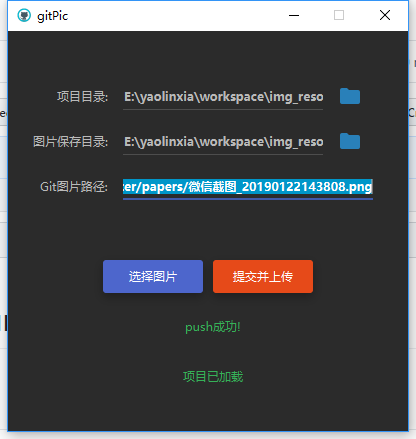 gitPic
项目目录: E:\yaolinxia\workspace\img_reso
图片保存目录: E:\yaolinxia\workspace\img_reso
Git图片路径: ter/papers/微信截图_20190122143808.png
选择图片 提交并上传
push成功!
项目已加载